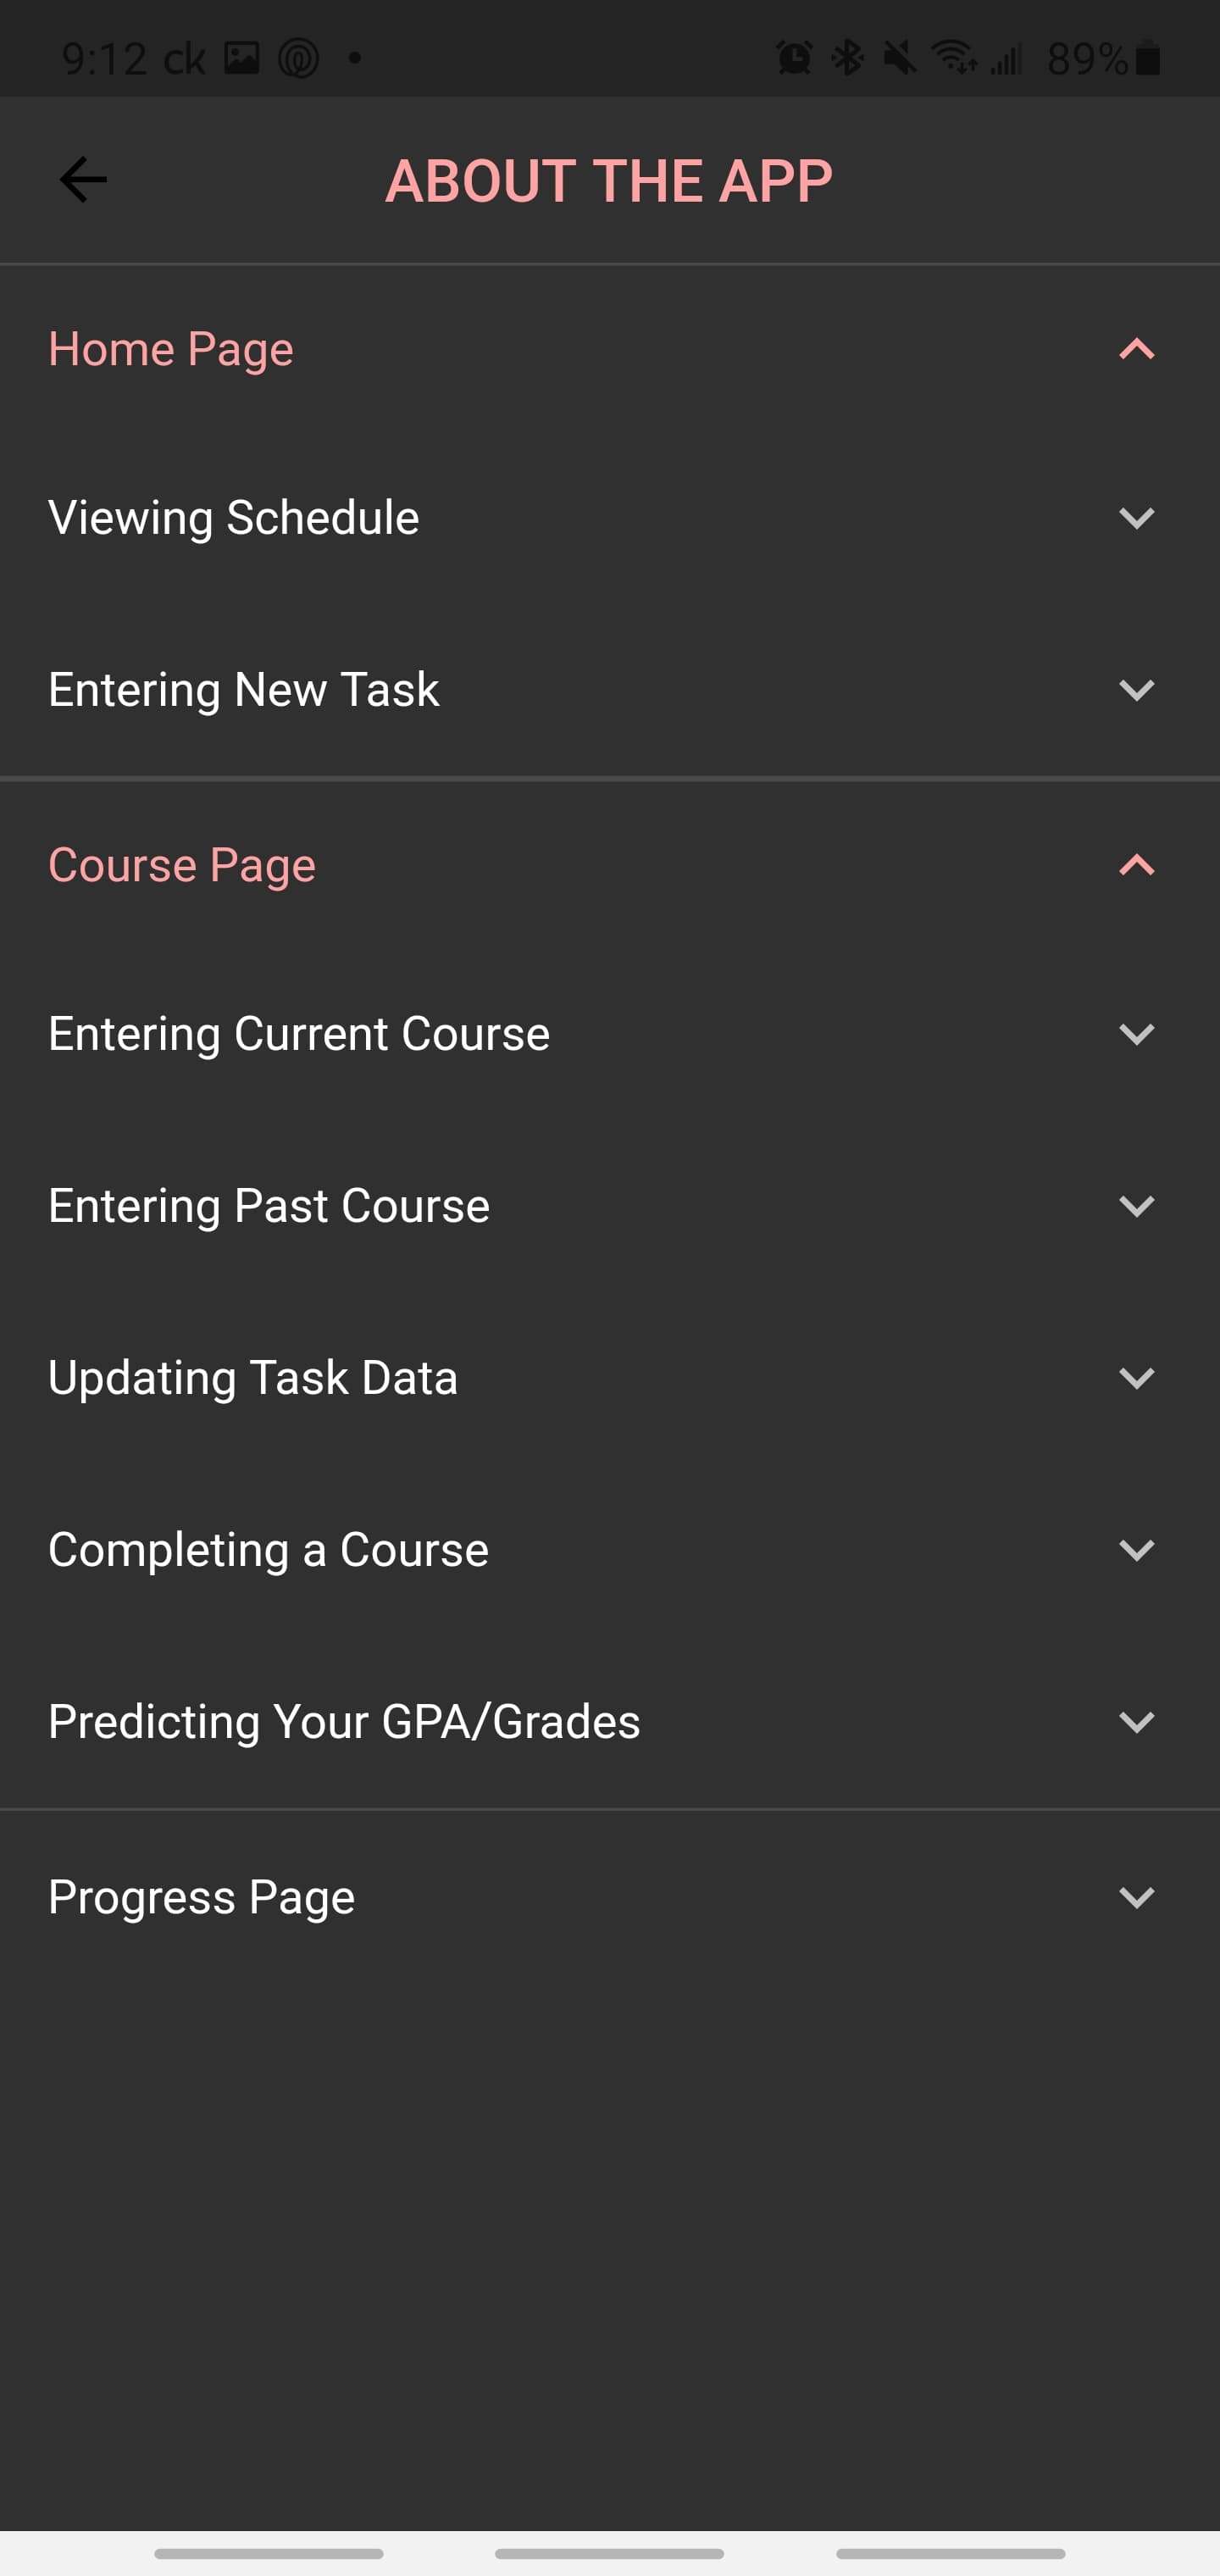 9:12 ck 89%
ABOUT THE APP
Home Page
Viewing Schedule
Entering New Task
Course Page
Entering Current Course
Entering Past Course
Updating Task Data
Completing a Course
Predicting Your GPA/Grades
Progress Page